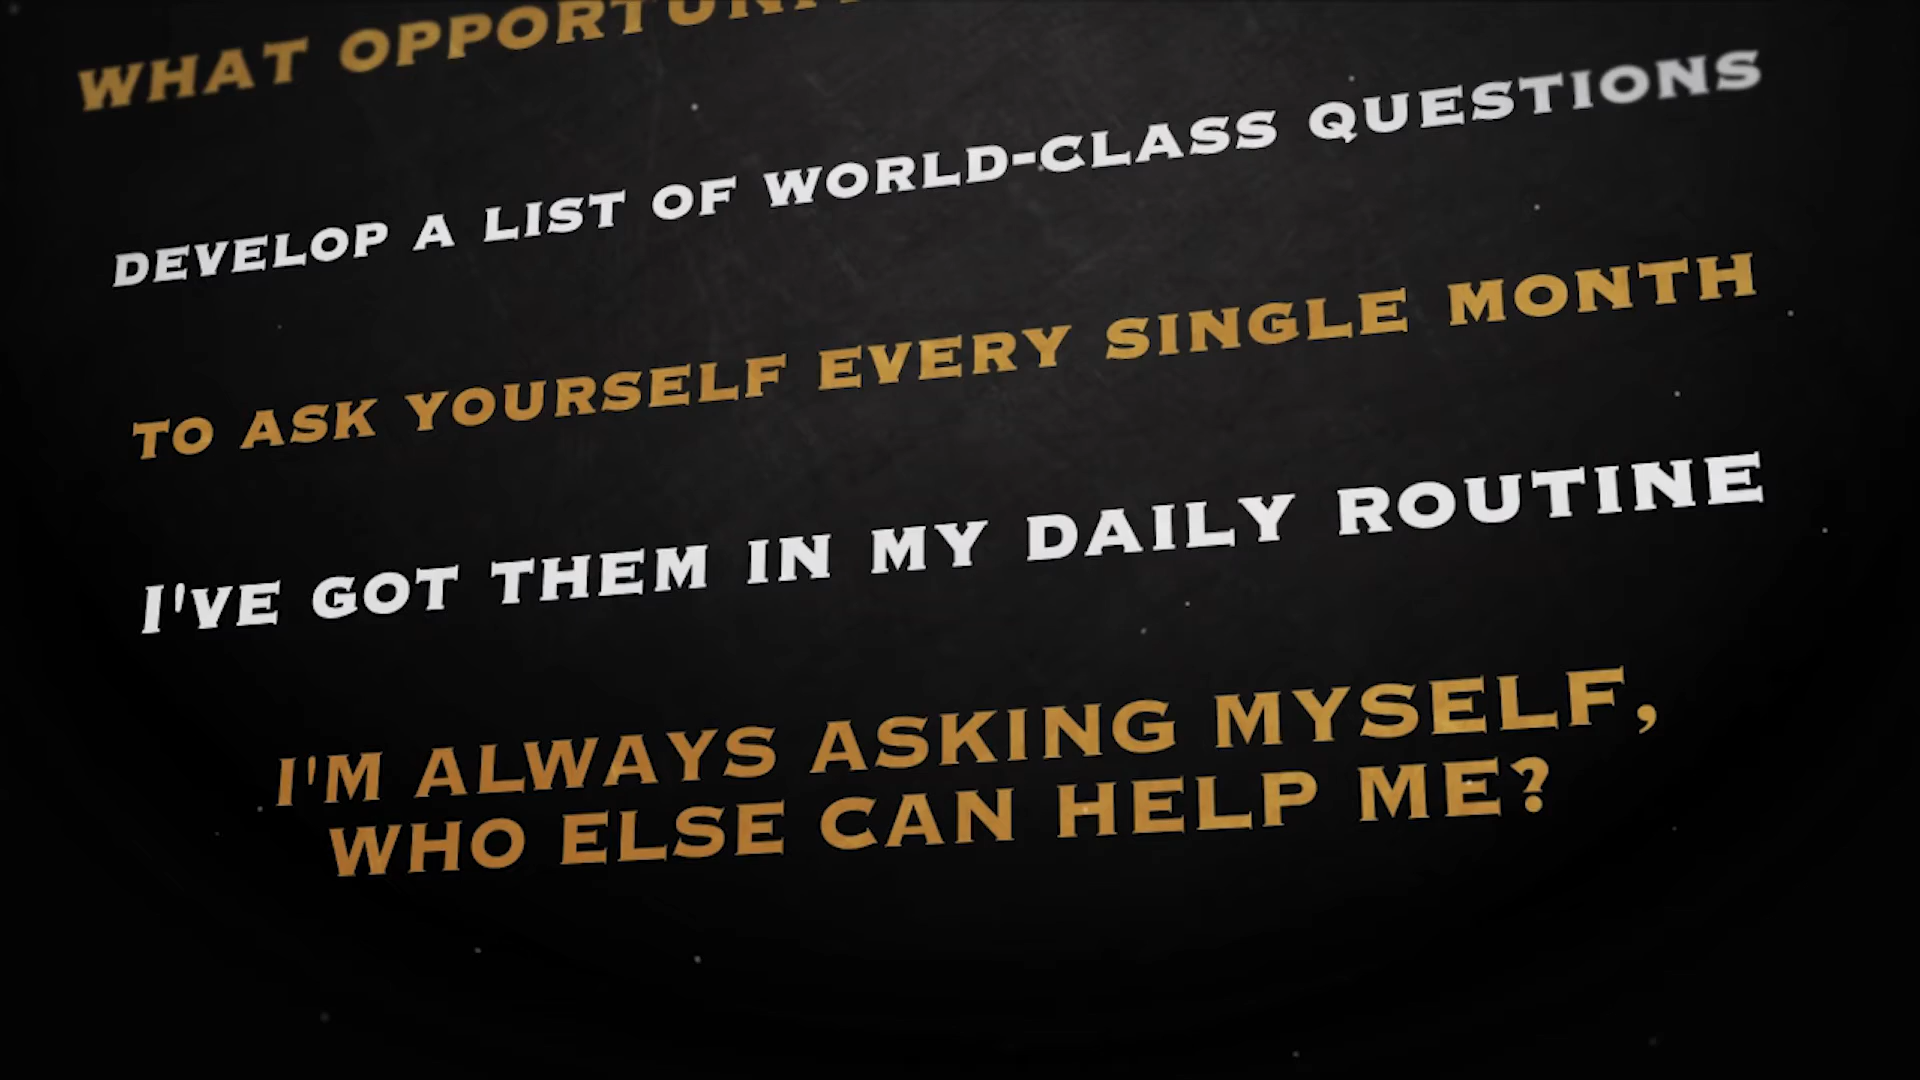 WHAT
DEVELOP A LIST OF WORLD-CLASS QUESTIONS
TO ASK YOURSELF EVERY SINGLE MONTH
I'VE GOT THEM IN MY DAILY ROUTINE
I'M ALWAYS ASKING MYSELF,
WHO ELSE CAN HELP ME?